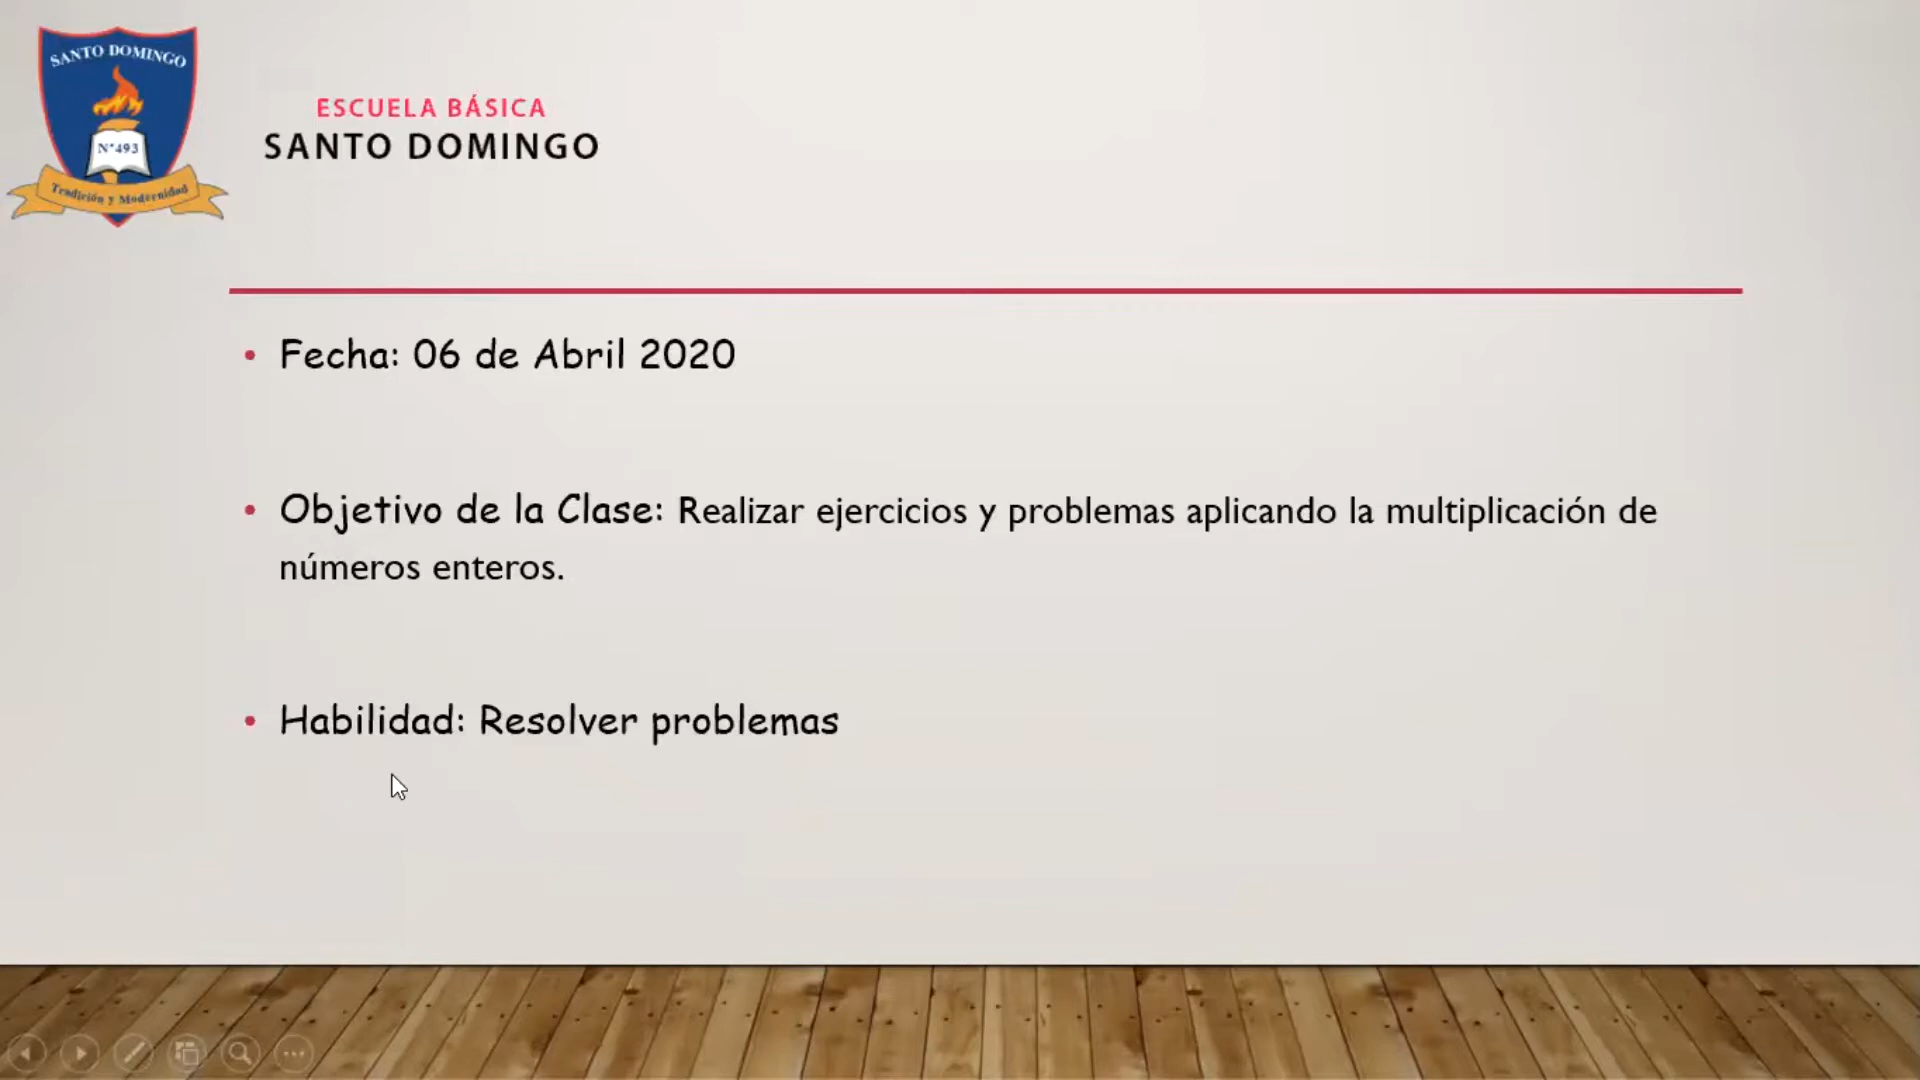 SANTO DOMINGO
N°493
Tradición y Modernidad
ESCUELA BÁSICA
SANTO DOMINGO
• Fecha: 06 de Abril 2020
• Objetivo de la Clase: Realizar ejercicios y problemas aplicando la multiplicación de
números enteros.
• Habilidad: Resolver problemas